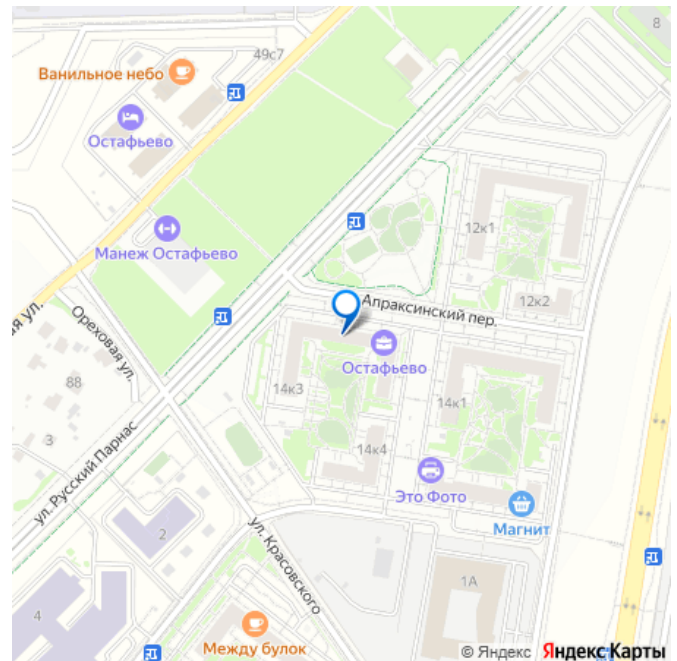 8
49с7
Ванильное небо
Остафьево
12к1
Манеж Остафьево
12к2
Апраксинский пер.
ая ул.
Ореховая ул.
Остафьево
88
14к3
14к1
3
14к4
ул. Русский Парнас
Это Фото
Магнит
2
ул. Красовского
1А
4
Между булок
© Яндекс Яндекс Карты